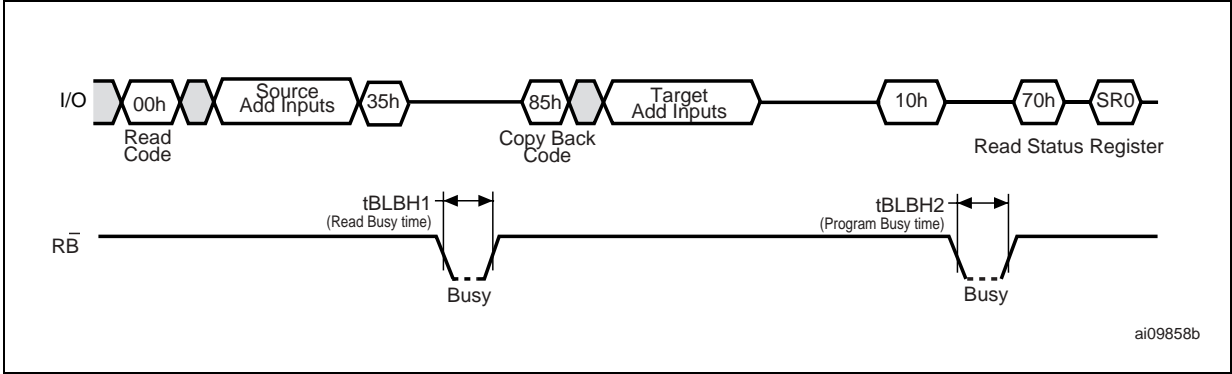 I/O
00h
Source
Add Inputs
35h
85h
Target
Add Inputs
10h
70h
SR0
Read
Code
Copy Back
Code
Read Status Register
tBLBH1
(Read Busy time)
tBLBH2
(Program Busy time)
RB̅
Busy
Busy
ai09858b